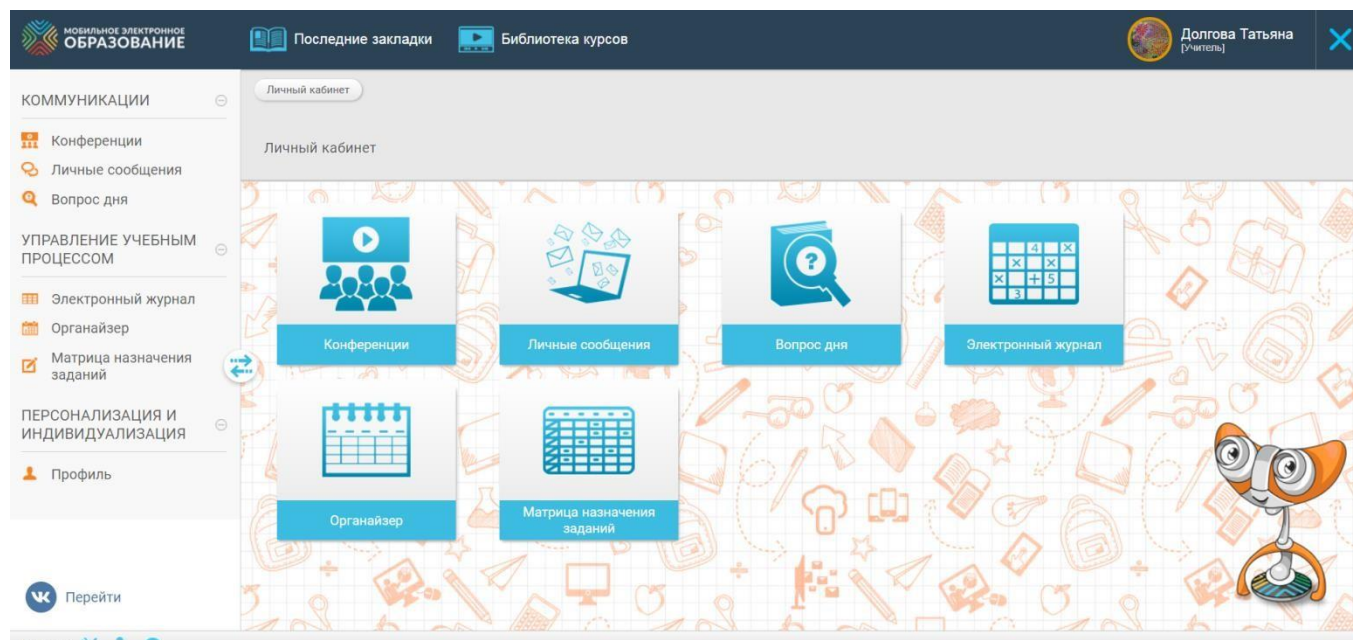 МОБИЛЬНОЕ ЭЛЕКТРОННОЕ
ОБРАЗОВАНИЕ
Последние закладки
Библиотека курсов
Долгова Татьяна
[Учитель]
КОММУНИКАЦИИ
Конференции
Личные сообщения
Вопрос дня
УПРАВЛЕНИЕ УЧЕБНЫМ
ПРОЦЕССОМ
Электронный журнал
Органайзер
Матрица назначения
заданий
ПЕРСОНАЛИЗАЦИЯ И
ИНДИВИДУАЛИЗАЦИЯ
Профиль
Перейти
Личный кабинет
Личный кабинет
Конференции
Личные сообщения
Вопрос дня
Электронный журнал
Органайзер
Матрица назначения
заданий